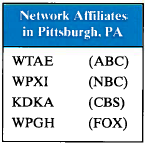 Network Affiliates
in Pittsburgh, PA
WTAE (ABC)
WPXI (NBC)
KDKA (CBS)
WPGH (FOX)